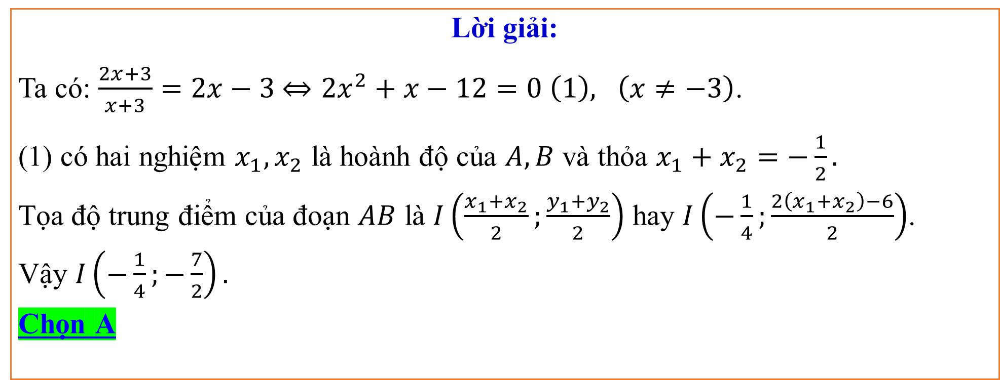 Lời giải:
Ta có: $\frac{2x+3}{x+3} = 2x - 3 \Leftrightarrow 2x^2 + x - 12 = 0\ (1),\ \ (x \neq -3).$
(1) có hai nghiệm $x_1, x_2$ là hoành độ của $A, B$ và thỏa $x_1 + x_2 = -\frac{1}{2}.$
Tọa độ trung điểm của đoạn $AB$ là $I\left(\frac{x_1+x_2}{2}; \frac{y_1+y_2}{2}\right)$ hay $I\left(-\frac{1}{4}; \frac{2(x_1+x_2)-6}{2}\right).$
Vậy $I\left(-\frac{1}{4}; -\frac{7}{2}\right).$
Chọn A